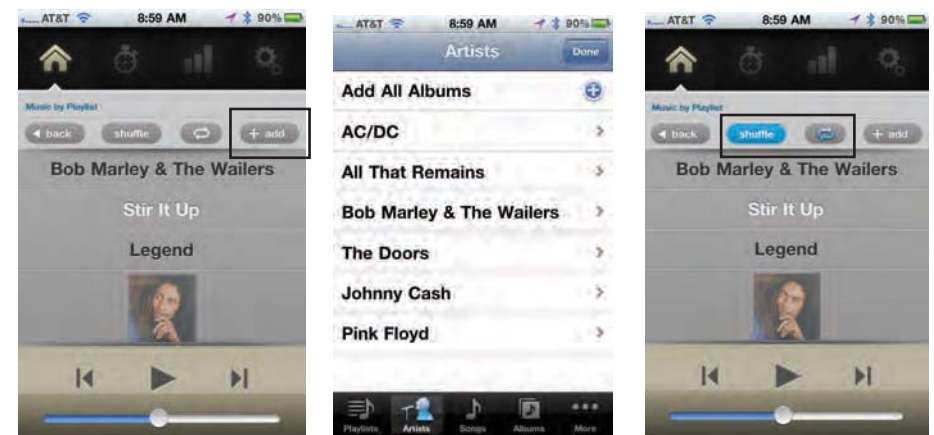 AT&T 8:59 AM 90%
Music by Playlist
back shuffle + add
Bob Marley & The Wailers
Stir It Up
Legend
AT&T 8:59 AM 90%
Artists Done
Add All Albums
AC/DC
All That Remains
Bob Marley & The Wailers
The Doors
Johnny Cash
Pink Floyd
Playlists Artists Songs Albums More
AT&T 8:59 AM 90%
Music by Playlist
back shuffle + add
Bob Marley & The Wailers
Stir It Up
Legend